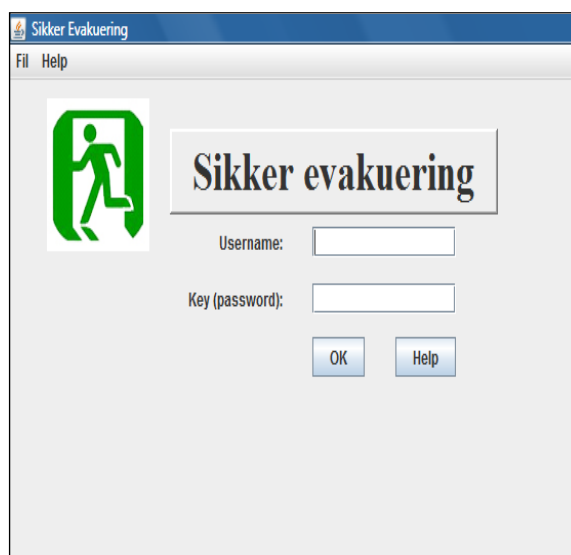 Sikker Evakuering
Fil Help
Sikker evakuering
Username:
Key (password):
OK Help